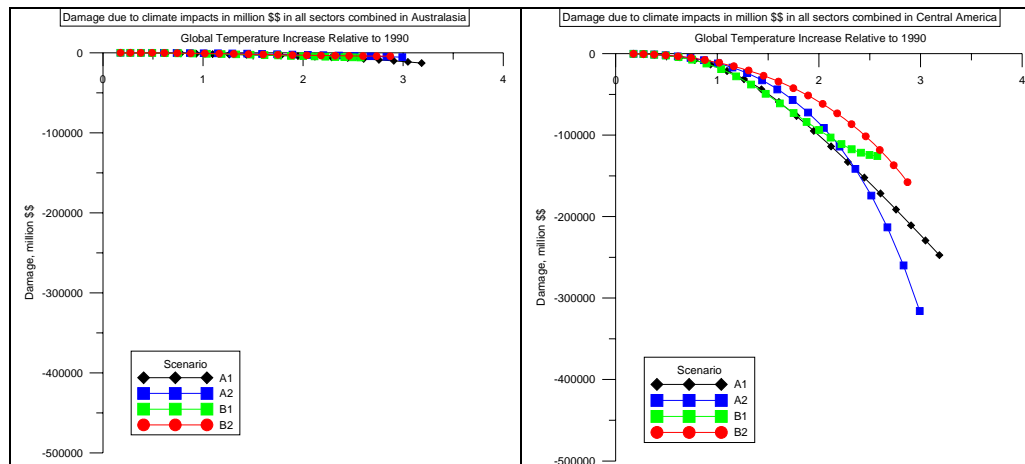 Damage due to climate impacts in million $$ in all sectors combined in Australasia
Global Temperature Increase Relative to 1990
0
-100000
-200000
-300000
-400000
-500000
0 1 2 3 4
Damage, million $$
Scenario
A1
A2
B1
B2
Damage due to climate impacts in million $$ in all sectors combined in Central America
Global Temperature Increase Relative to 1990
0
-100000
-200000
-300000
-400000
-500000
0 1 2 3 4
Damage, million $$
Scenario
A1
A2
B1
B2